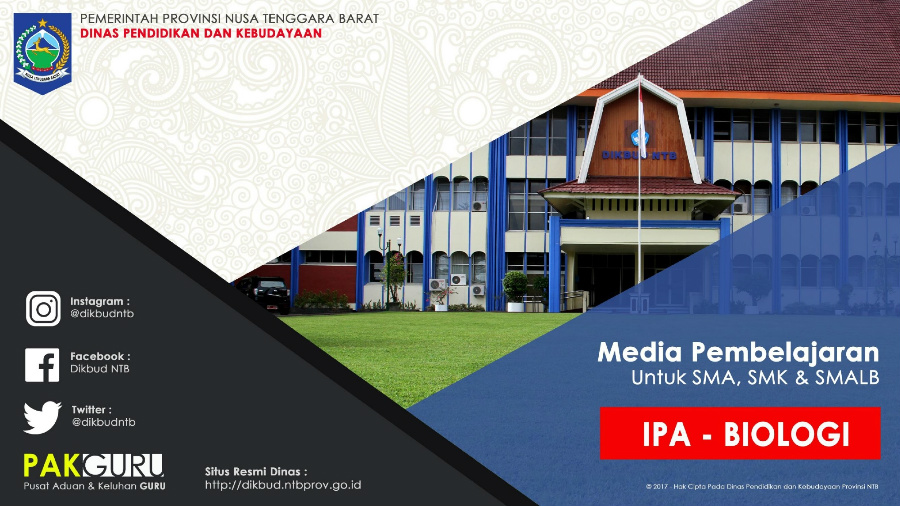 PEMERINTAH PROVINSI NUSA TENGGARA BARAT
DINAS PENDIDIKAN DAN KEBUDAYAAN
DIKBUD NTB
Instagram :
@dikbudntb
Facebook :
Dikbud NTB
Twitter :
@dikbudntb
PAKGURU
Pusat Aduan & Keluhan GURU
Situs Resmi Dinas :
http://dikbud.ntbprov.go.id
Media Pembelajaran
Untuk SMA, SMK & SMALB
IPA - BIOLOGI
© 2017 - Hak Cipta Pada Dinas Pendidikan dan Kebudayaan Provinsi NTB